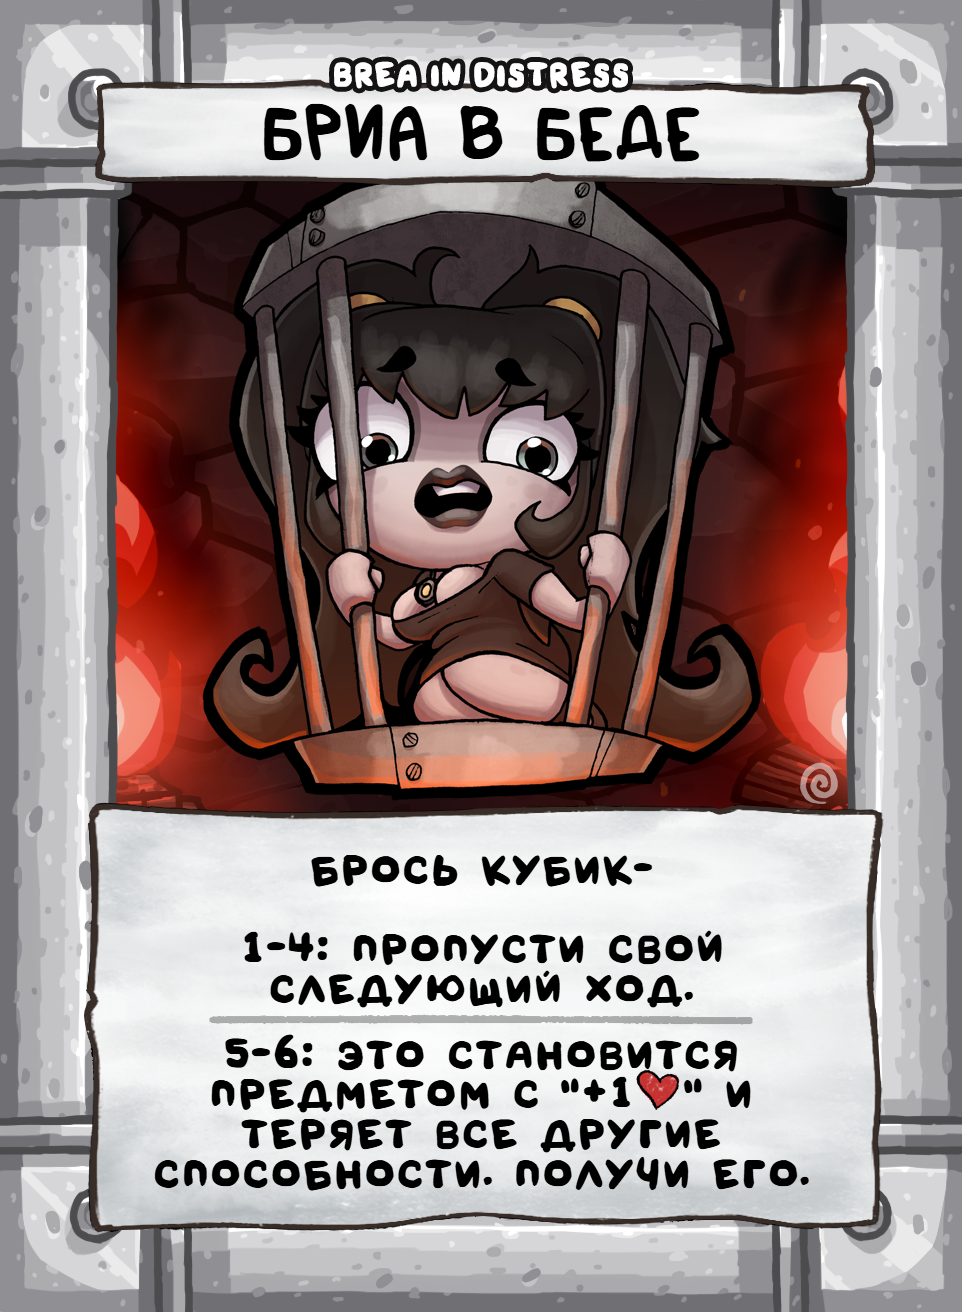 BREA IN DISTRESS
БРИА В БЕДЕ
БРОСЬ КУБИК-
1-4: ПРОПУСТИ СВОЙ
СЛЕДУЮЩИЙ ХОД.
5-6: ЭТО СТАНОВИТСЯ
ПРЕДМЕТОМ С "+1❤" И
ТЕРЯЕТ ВСЕ ДРУГИЕ
СПОСОБНОСТИ. ПОЛУЧИ ЕГО.